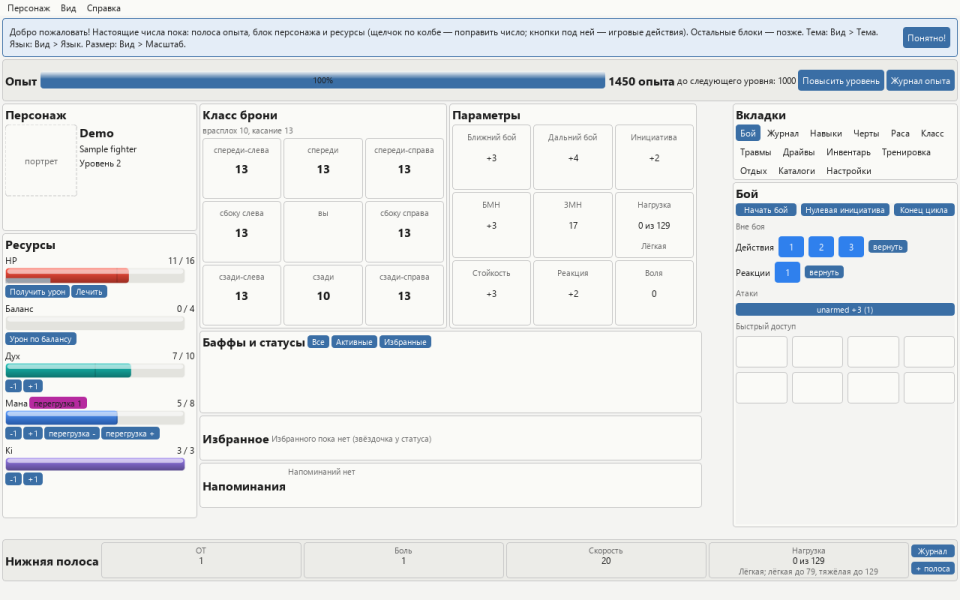 Персонаж Вид Справка
Добро пожаловать! Настоящие числа пока: полоса опыта, блок персонажа и ресурсы (щелчок по колбе — поправить число; кнопки под ней — игровые действия). Остальные блоки — позже. Тема: Вид > Тема.
Язык: Вид > Язык. Размер: Вид > Масштаб.
Понятно!
Опыт 100% 1450 опыта до следующего уровня: 1000 Повысить уровень Журнал опыта
Персонаж
портрет
Demo
Sample fighter
Уровень 2
Ресурсы
HP 11 / 16
Получить урон Лечить
Баланс 0 / 4
Урон по балансу
Дух 7 / 10
-1 +1
Мана перегрузка 1 5 / 8
-1 +1 перегрузка - перегрузка +
Ki 3 / 3
-1 +1
Класс брони
врасплох 10, касание 13
спереди-слева спереди спереди-справа
13 13 13
сбоку слева вы сбоку справа
13 13
сзади-слева сзади сзади-справа
13 10 13
Параметры
Ближний бой Дальний бой Инициатива
+3 +4 +2
БМН ЗМН Нагрузка
+3 17 0 из 129
Лёгкая
Стойкость Реакция Воля
+3 +2 0
Баффы и статусы Все Активные Избранные
Избранное Избранного пока нет (звёздочка у статуса)
Напоминаний нет
Напоминания
Вкладки
Бой Журнал Навыки Черты Раса Класс
Травмы Драйвы Инвентарь Тренировка
Отдых Каталоги Настройки
Бой
Начать бой Нулевая инициатива Конец цикла
Вне боя
Действия 1 2 3 вернуть
Реакции 1 вернуть
Атаки
unarmed +3 (1)
Быстрый доступ
Нижняя полоса
ОТ
1
Боль
1
Скорость
20
Нагрузка
0 из 129
Лёгкая; лёгкая до 79, тяжёлая до 129
Журнал
+ полоса